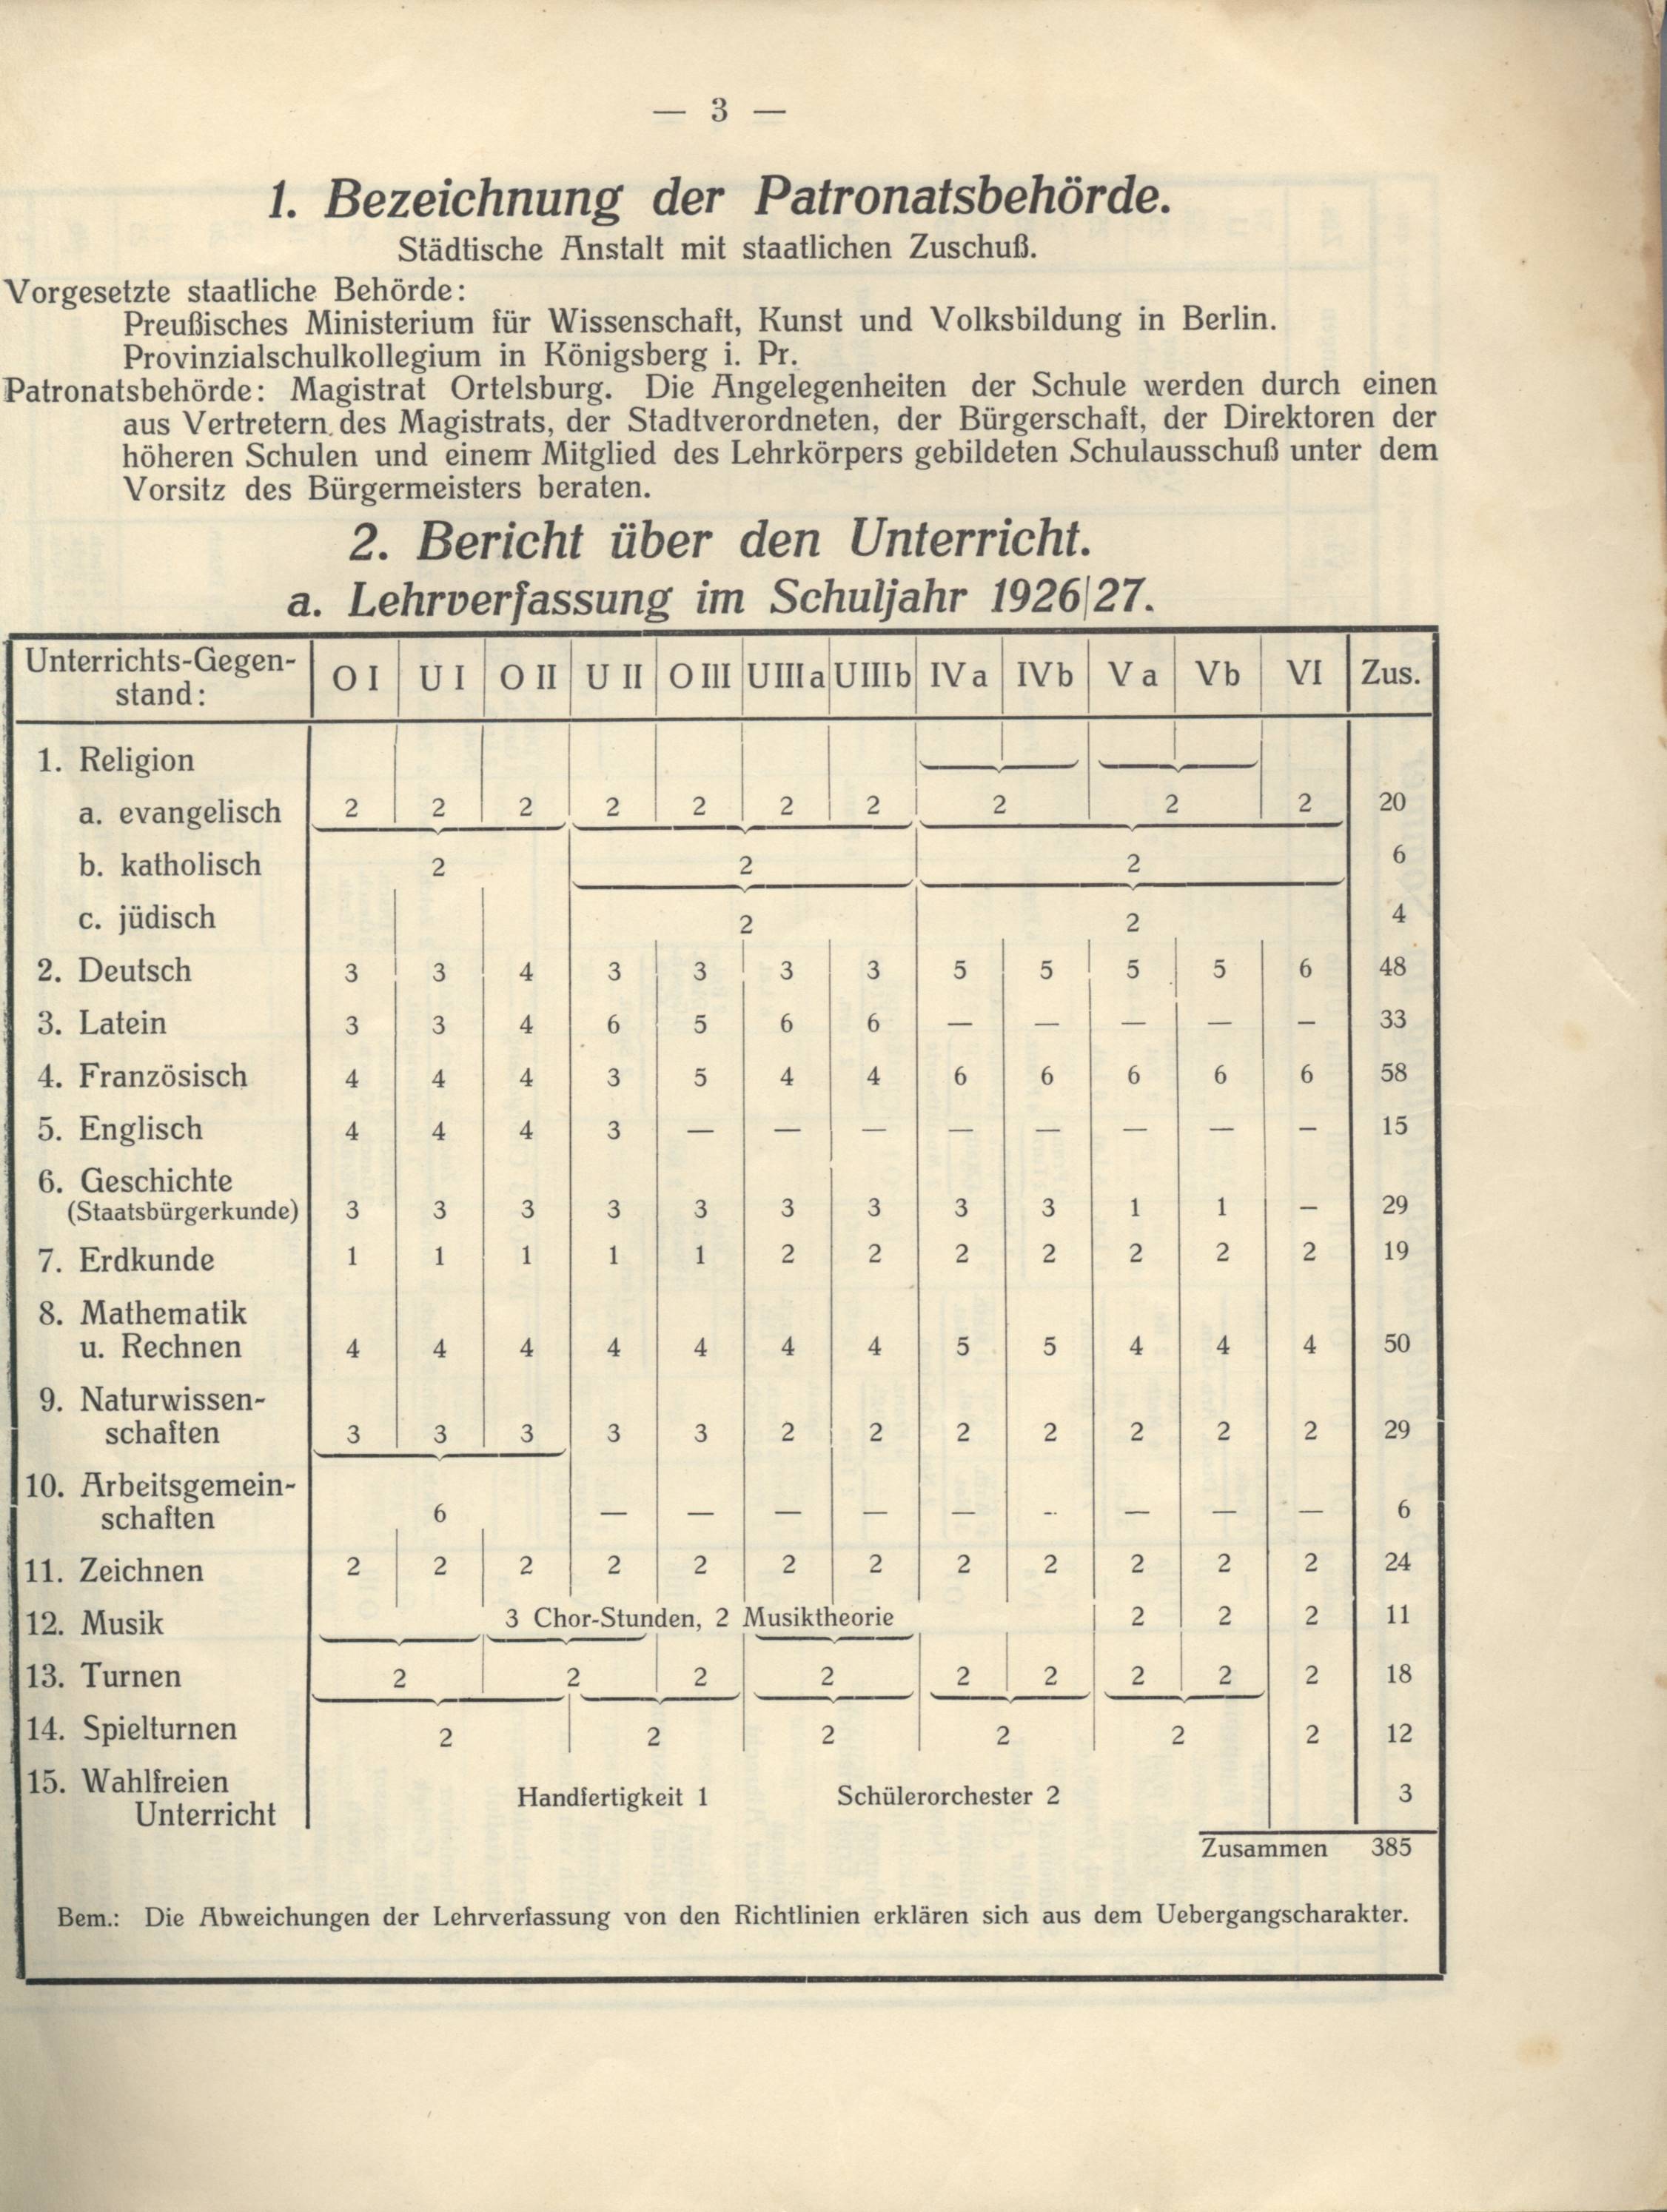 — 3 —
1. Bezeichnung der Patronatsbehörde.
Städtische Anstalt mit staatlichen Zuschuß.
Vorgesetzte staatliche Behörde:
Preußisches Ministerium für Wissenschaft, Kunst und Volksbildung in Berlin.
Provinzialschulkollegium in Königsberg i. Pr.
Patronatsbehörde: Magistrat Ortelsburg. Die Angelegenheiten der Schule werden durch einen
aus Vertretern des Magistrats, der Stadtverordneten, der Bürgerschaft, der Direktoren der
höheren Schulen und einem Mitglied des Lehrkörpers gebildeten Schulausschuß unter dem
Vorsitz des Bürgermeisters beraten.
2. Bericht über den Unterricht.
a. Lehrverfassung im Schuljahr 1926|27.
Unterrichts-Gegen-
stand: O I U I O II U II O III UIIIa UIIIb IVa IVb Va Vb VI Zus.
1. Religion
a. evangelisch 2 2 2 2 2 2 2 2 2 2 20
b. katholisch 2 2 2 6
c. jüdisch 2 2 4
2. Deutsch 3 3 4 3 3 3 3 5 5 5 5 6 48
3. Latein 3 3 4 6 5 6 6 — — — — — 33
4. Französisch 4 4 4 3 5 4 4 6 6 6 6 6 58
5. Englisch 4 4 4 3 — — — — — — — — 15
6. Geschichte
(Staatsbürgerkunde) 3 3 3 3 3 3 3 3 3 1 1 — 29
7. Erdkunde 1 1 1 1 1 2 2 2 2 2 2 2 19
8. Mathematik
u. Rechnen 4 4 4 4 4 4 4 5 5 4 4 4 50
9. Naturwissen-
schaften 3 3 3 3 3 2 2 2 2 2 2 2 29
10. Arbeitsgemein-
schaften 6 — — — — — — — — — 6
11. Zeichnen 2 2 2 2 2 2 2 2 2 2 2 2 24
12. Musik 3 Chor-Stunden, 2 Musiktheorie 2 2 2 11
13. Turnen 2 2 2 2 2 2 2 2 2 18
14. Spielturnen 2 2 2 2 2 2 12
15. Wahlfreien
Unterricht Handfertigkeit 1 Schülerorchester 2 3
Zusammen 385
Bem.: Die Abweichungen der Lehrverfassung von den Richtlinien erklären sich aus dem Uebergangscharakter.